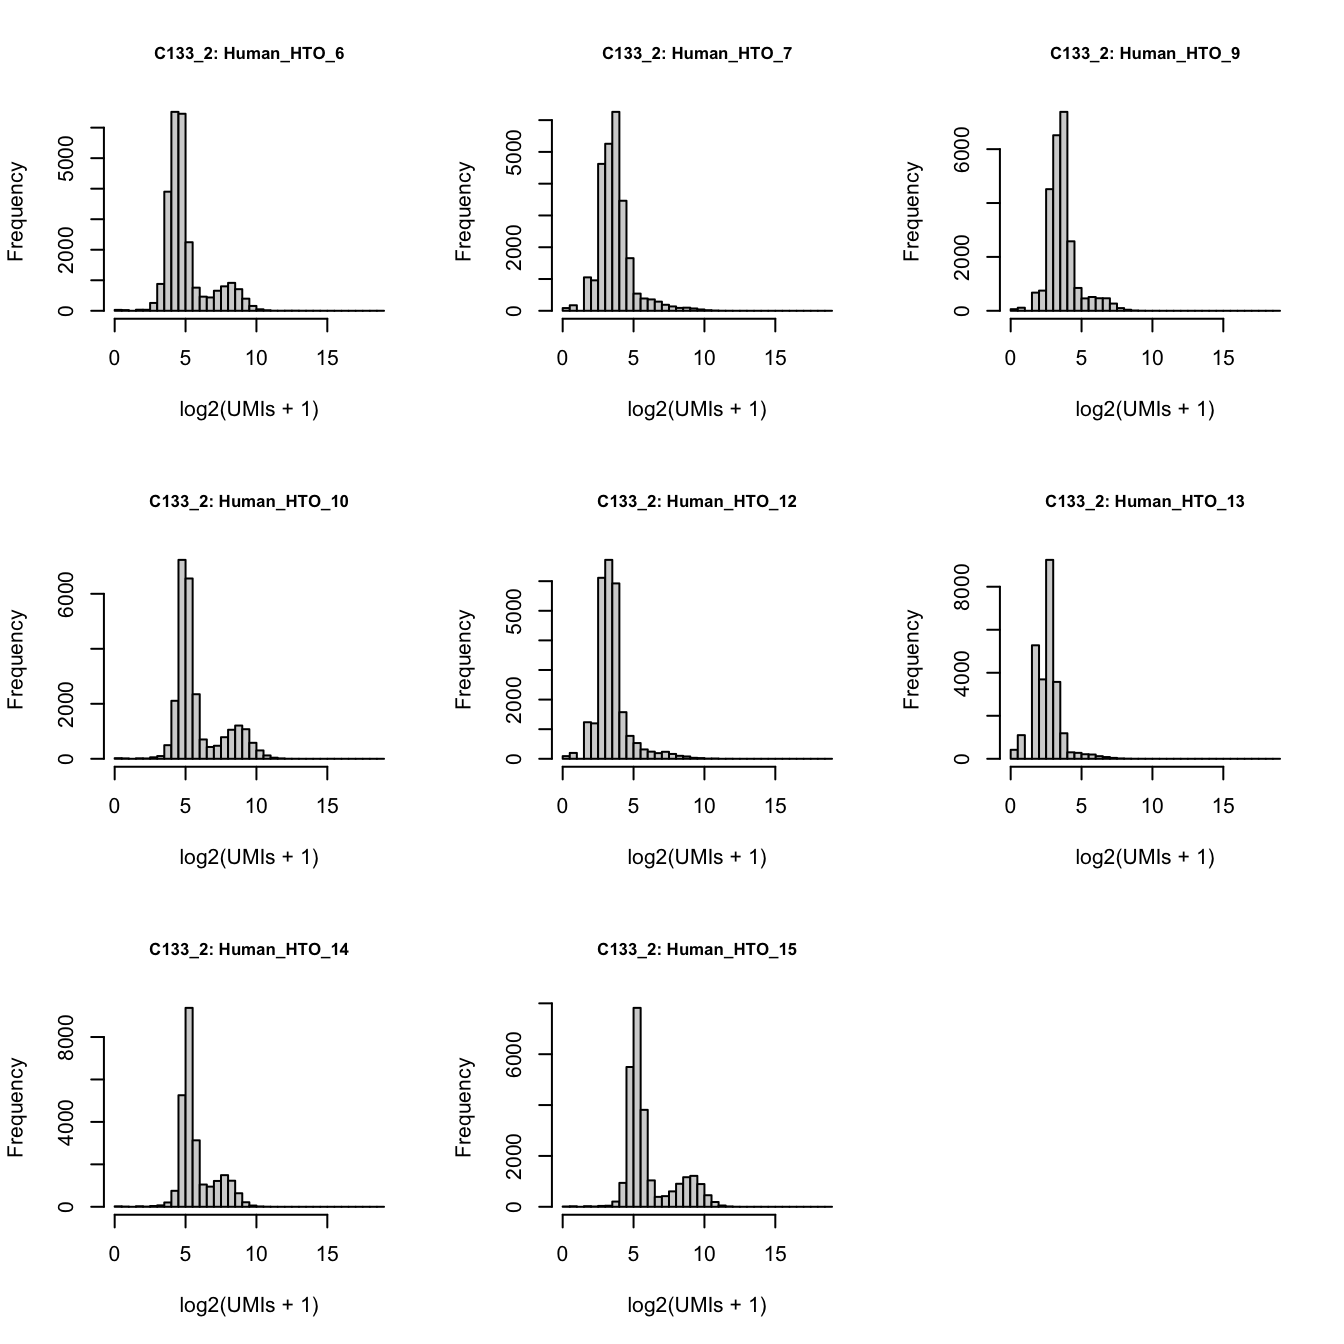 C133_2: Human_HTO_6
Frequency
0 2000 5000
0 5 10 15
log2(UMIs + 1)
C133_2: Human_HTO_7
Frequency
0 2000 5000
0 5 10 15
log2(UMIs + 1)
C133_2: Human_HTO_9
Frequency
0 2000 6000
0 5 10 15
log2(UMIs + 1)
C133_2: Human_HTO_10
Frequency
0 2000 6000
0 5 10 15
log2(UMIs + 1)
C133_2: Human_HTO_12
Frequency
0 2000 5000
0 5 10 15
log2(UMIs + 1)
C133_2: Human_HTO_13
Frequency
0 4000 8000
0 5 10 15
log2(UMIs + 1)
C133_2: Human_HTO_14
Frequency
0 4000 8000
0 5 10 15
log2(UMIs + 1)
C133_2: Human_HTO_15
Frequency
0 2000 6000
0 5 10 15
log2(UMIs + 1)